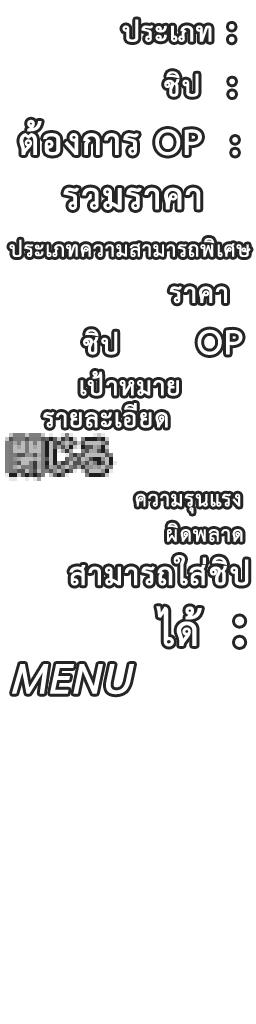 ประเภท :
ชิป :
ต้องการ OP :
รวมราคา
ประเภทความสามารถพิเศษ
ราคา
ชิป OP
เป้าหมาย
รายละเอียด
閉じる
ความรุนแรง
ผิดพลาด
สามารถใส่ชิป
ได้ :
MENU